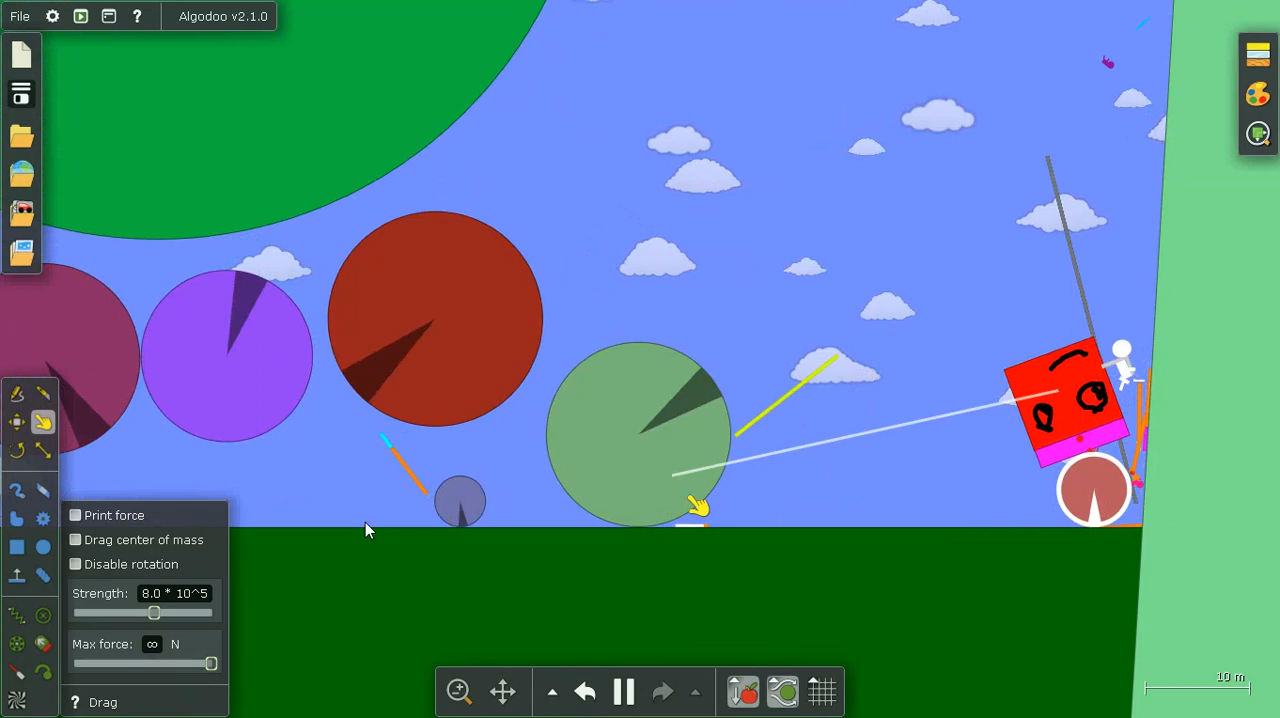 File ? Algodoo v2.1.0
Print force
Drag center of mass
Disable rotation
Strength: 8.0 * 10^5
Max force: ∞ N
? Drag
10 m